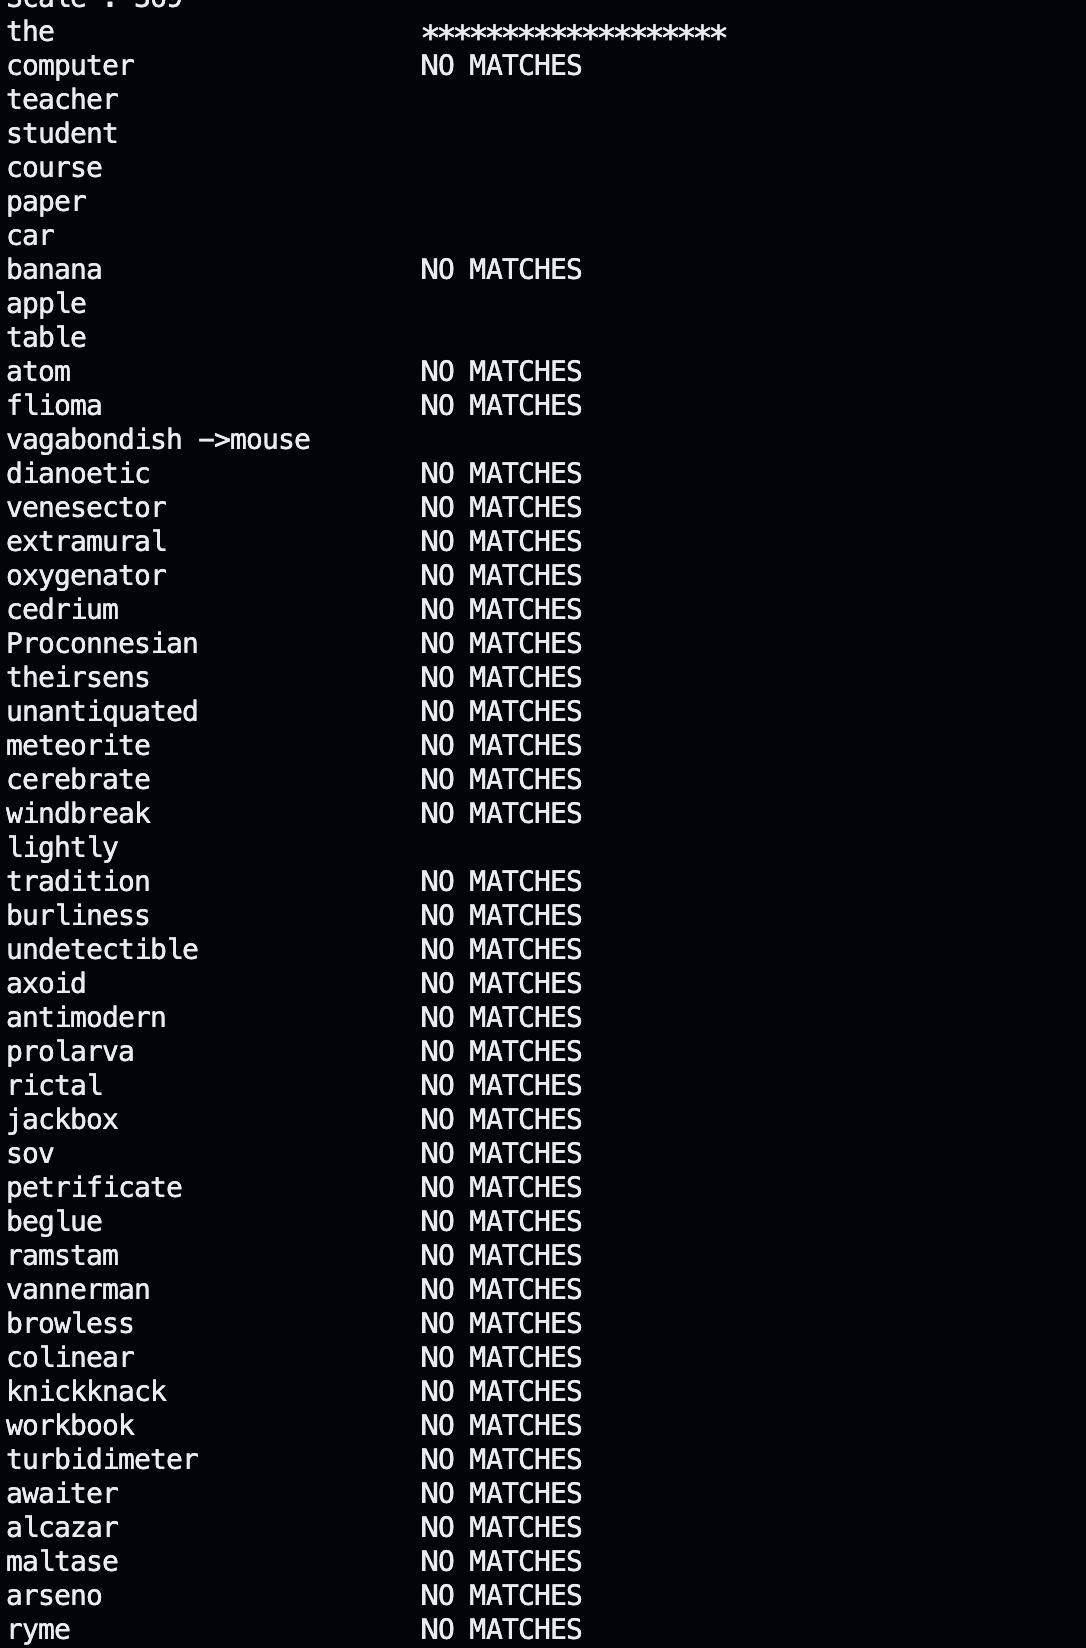 Scale : 369
the *******************
computer NO MATCHES
teacher
student
course
paper
car
banana NO MATCHES
apple
table
atom NO MATCHES
flioma NO MATCHES
vagabondish ->mouse
dianoetic NO MATCHES
venesector NO MATCHES
extramural NO MATCHES
oxygenator NO MATCHES
cedrium NO MATCHES
Proconnesian NO MATCHES
theirsens NO MATCHES
unantiquated NO MATCHES
meteorite NO MATCHES
cerebrate NO MATCHES
windbreak NO MATCHES
lightly
tradition NO MATCHES
burliness NO MATCHES
undetectible NO MATCHES
axoid NO MATCHES
antimodern NO MATCHES
prolarva NO MATCHES
rictal NO MATCHES
jackbox NO MATCHES
sov NO MATCHES
petrificate NO MATCHES
beglue NO MATCHES
ramstam NO MATCHES
vannerman NO MATCHES
browless NO MATCHES
colinear NO MATCHES
knickknack NO MATCHES
workbook NO MATCHES
turbidimeter NO MATCHES
awaiter NO MATCHES
alcazar NO MATCHES
maltase NO MATCHES
arseno NO MATCHES
ryme NO MATCHES